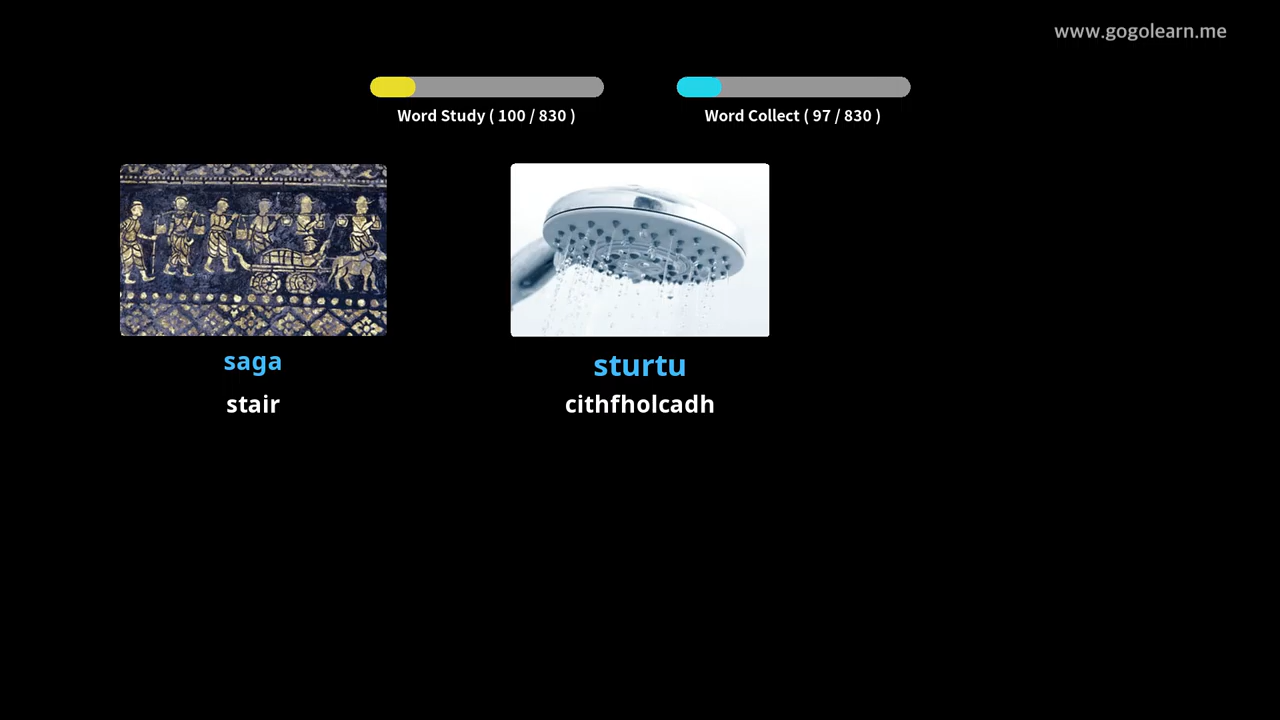 www.gogolearn.me
Word Study ( 100 / 830 )
Word Collect ( 97 / 830 )
saga
stair
sturtu
cithfholcadh